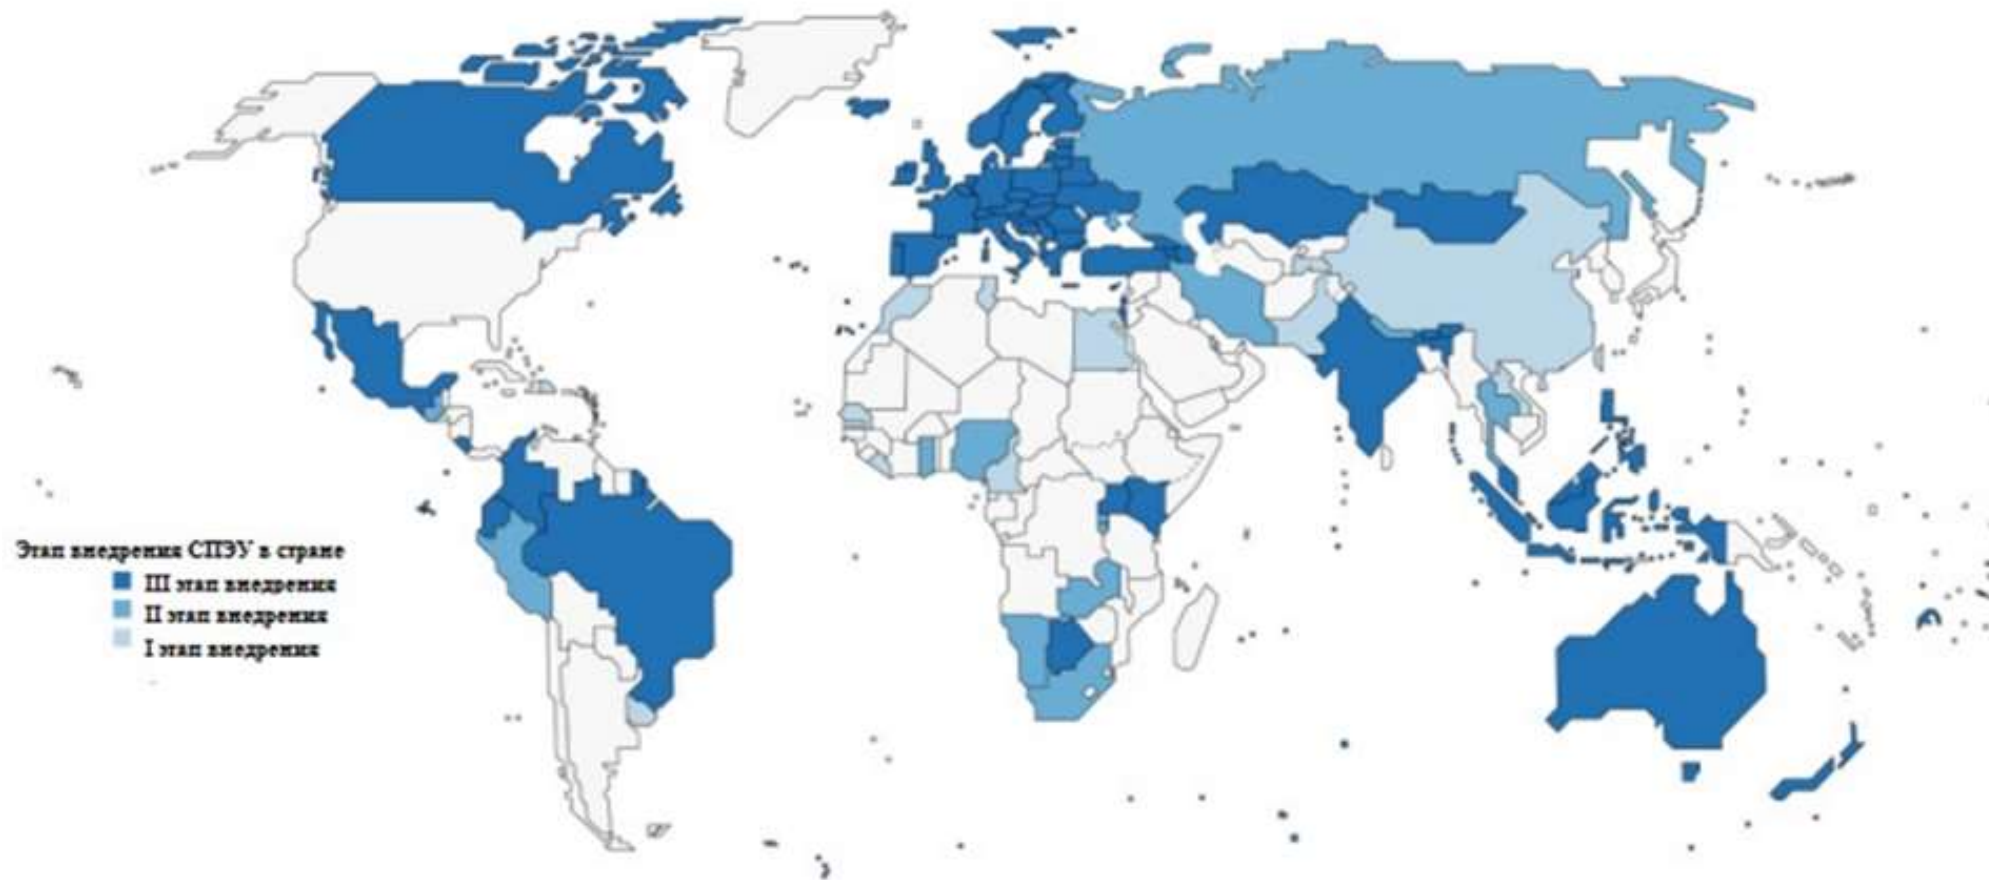 Этап внедрения СПЭУ в стране
III этап внедрения
II этап внедрения
I этап внедрения